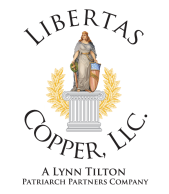 LIBERTAS
COPPER, LLC.
A LYNN TILTON
PATRIARCH PARTNERS COMPANY